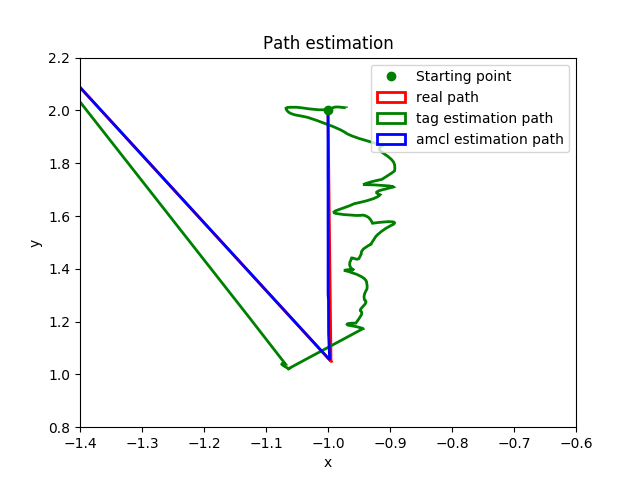 Path estimation
Starting point
real path
tag estimation path
amcl estimation path
y
2.2
2.0
1.8
1.6
1.4
1.2
1.0
0.8
−1.4 −1.3 −1.2 −1.1 −1.0 −0.9 −0.8 −0.7 −0.6
x